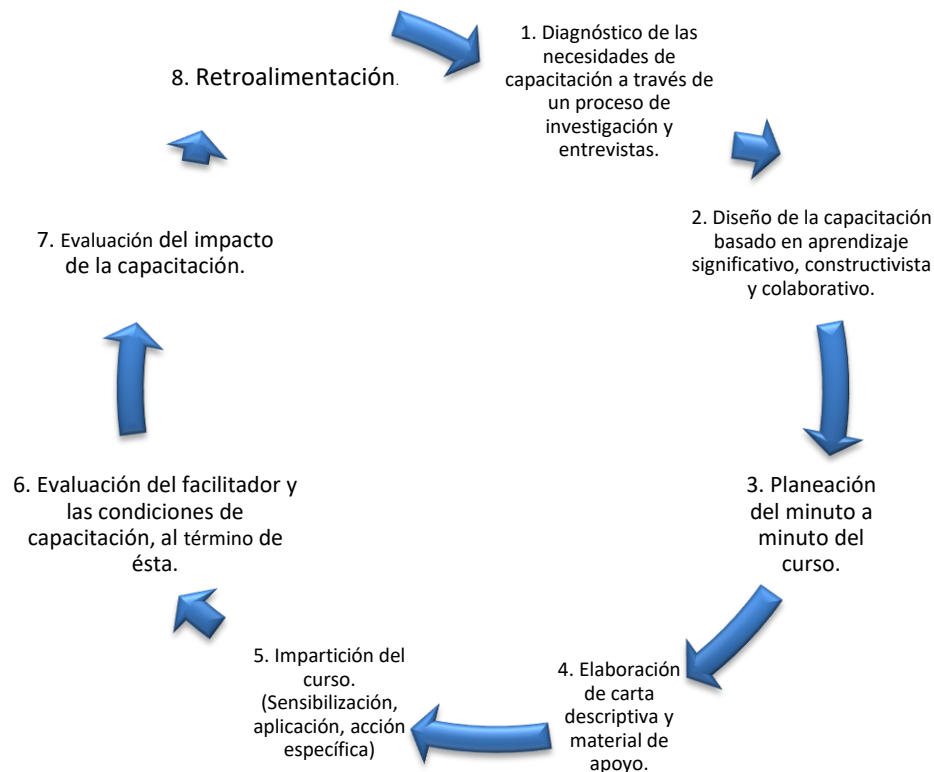 1. Diagnóstico de las
necesidades de
capacitación a través de
un proceso de
investigación y
entrevistas.
2. Diseño de la capacitación
basado en aprendizaje
significativo, constructivista
y colaborativo.
3. Planeación
del minuto a
minuto del
curso.
4. Elaboración
de carta
descriptiva y
material de
apoyo.
5. Impartición del
curso.
(Sensibilización,
aplicación, acción
específica)
6. Evaluación del facilitador y
las condiciones de
capacitación, al término de
ésta.
7. Evaluación del impacto
de la capacitación.
8. Retroalimentación.